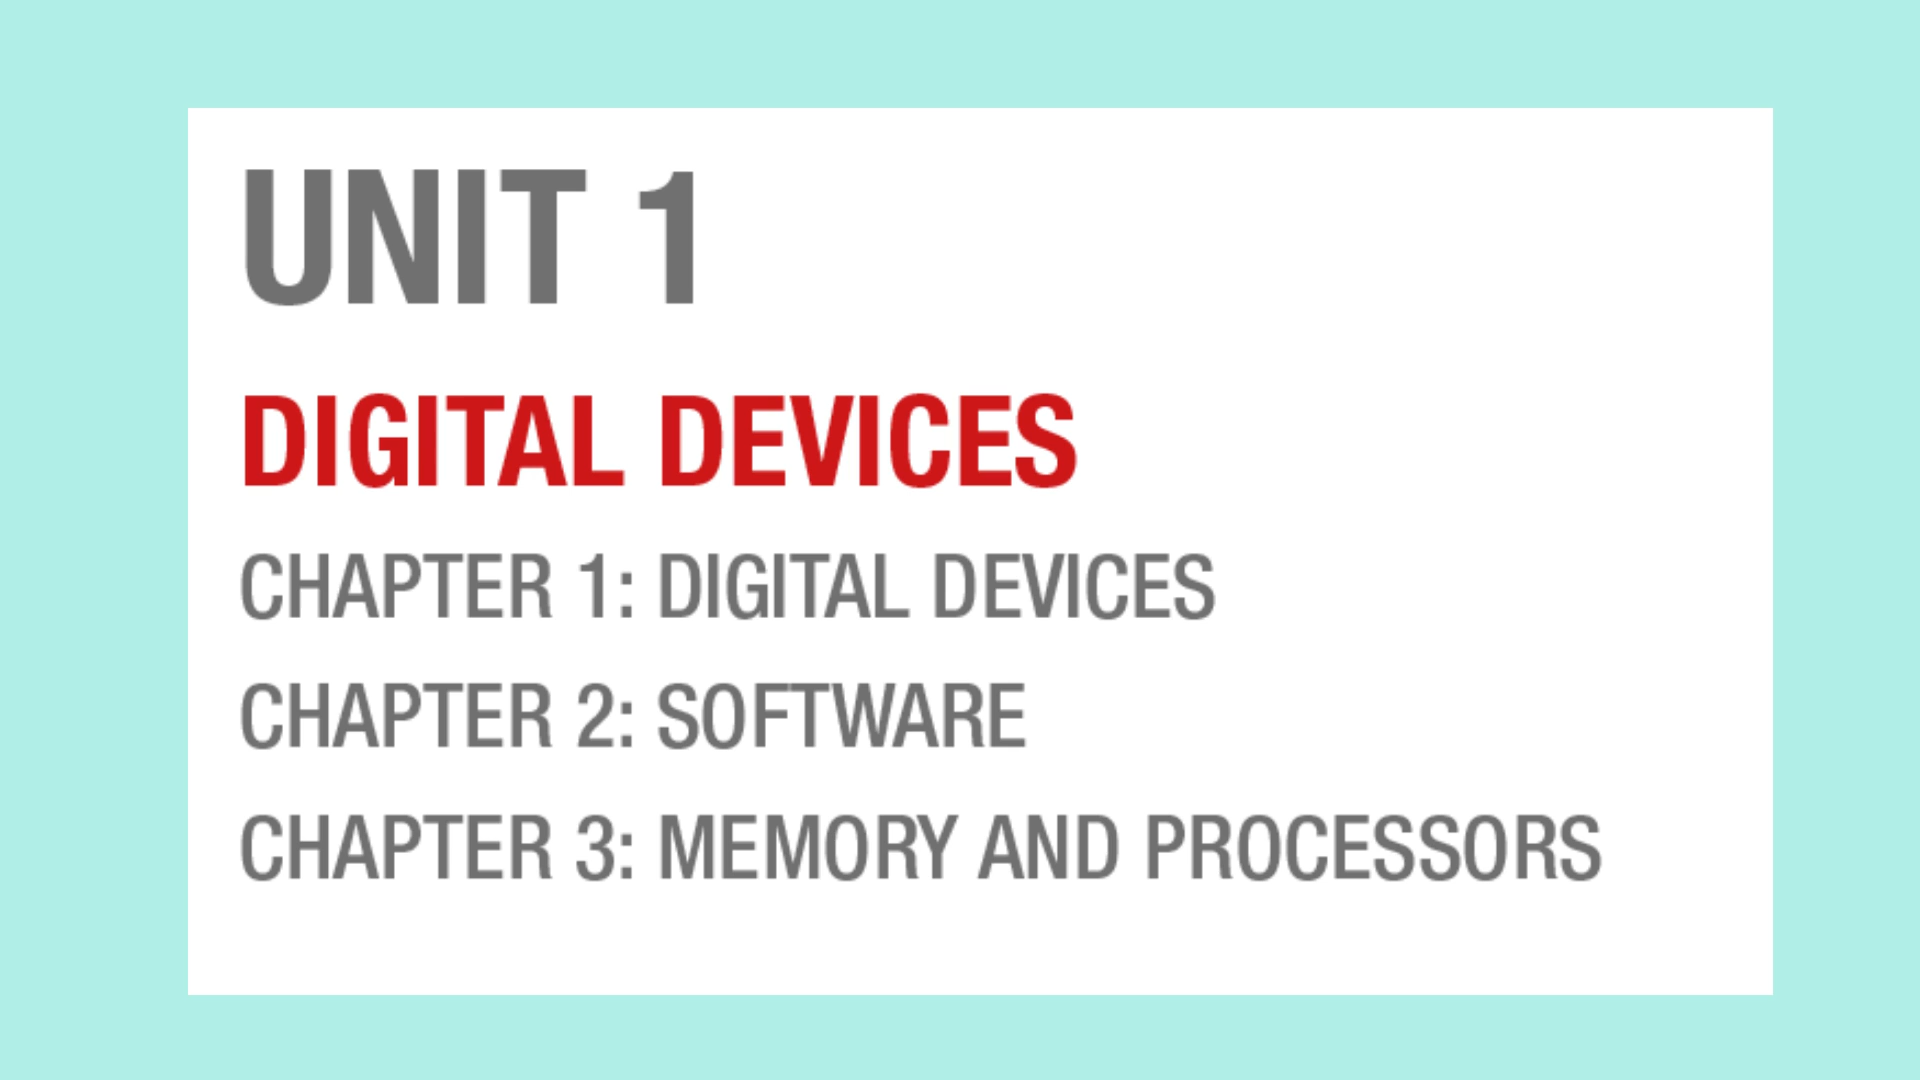 UNIT 1
DIGITAL DEVICES
CHAPTER 1: DIGITAL DEVICES
CHAPTER 2: SOFTWARE
CHAPTER 3: MEMORY AND PROCESSORS